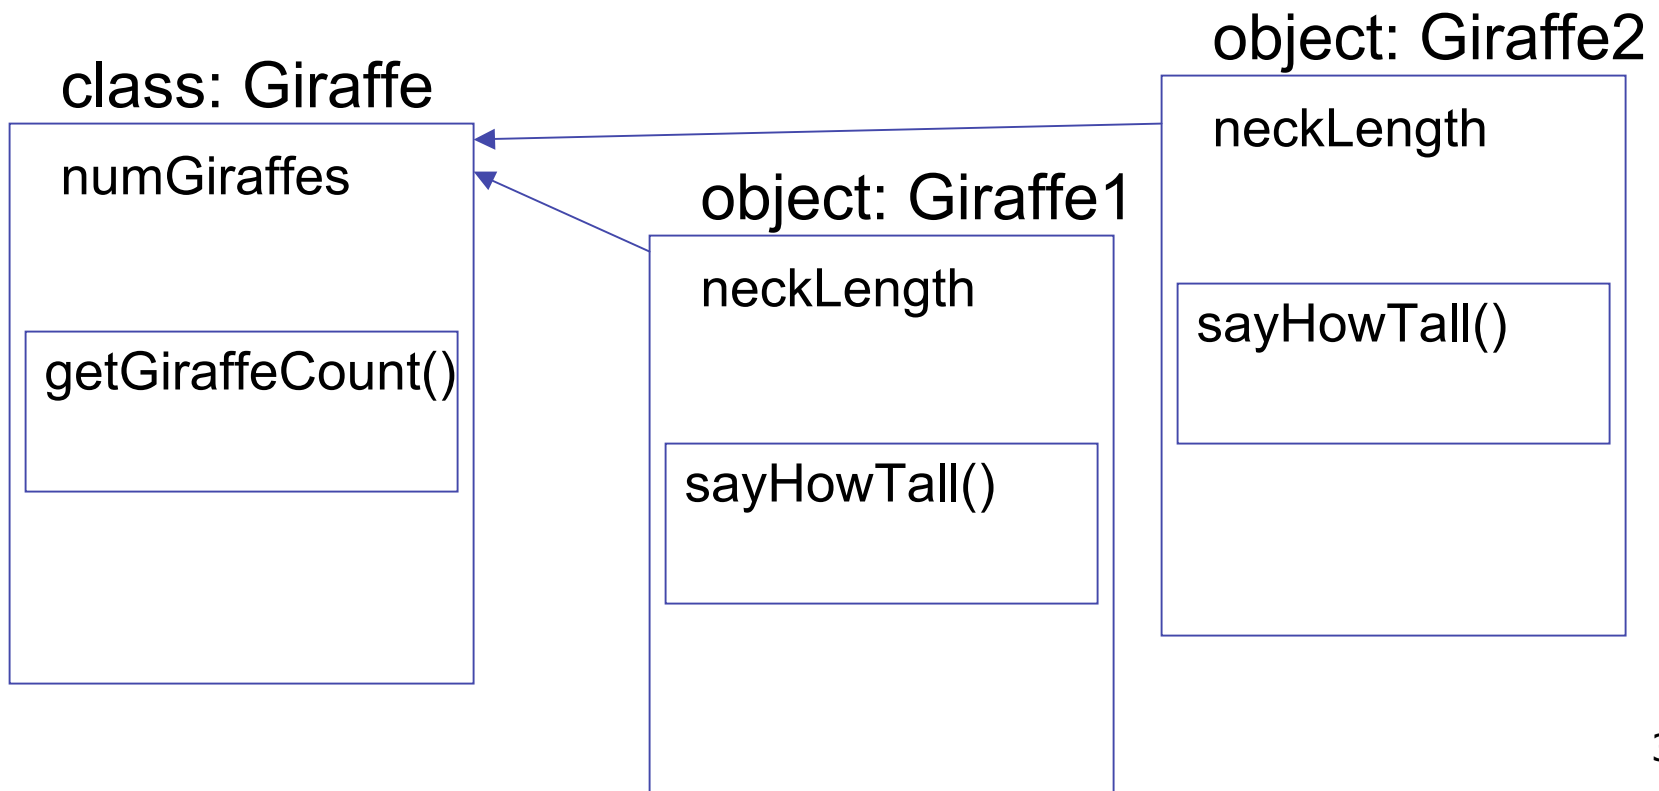 class: Giraffe
numGiraffes
getGiraffeCount()
object: Giraffe1
neckLength
sayHowTall()
object: Giraffe2
neckLength
sayHowTall()